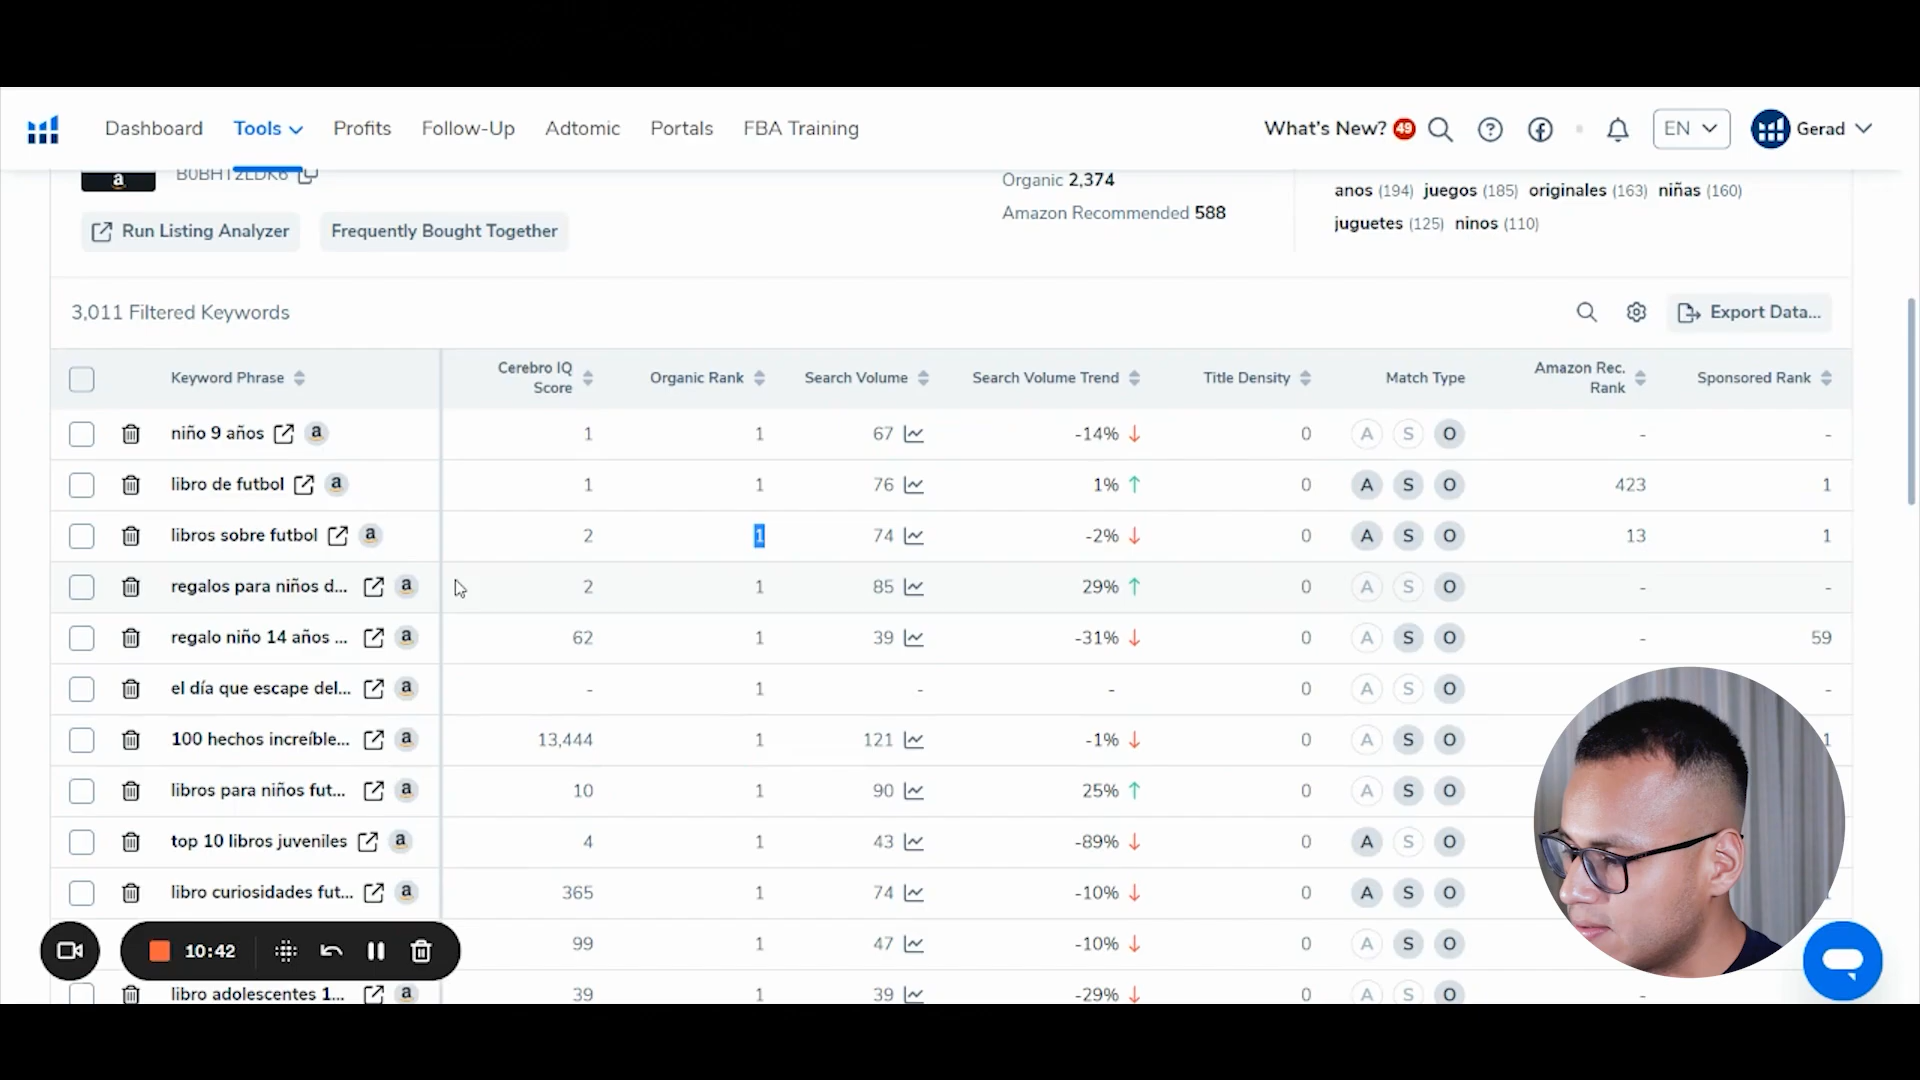 Dashboard Tools Profits Follow-Up Adtomic Portals FBA Training What's New? 49 EN Gerad
Organic 2,374
Amazon Recommended 588
anos (194) juegos (185) originales (163) niñas (160)
juguetes (125) ninos (110)
Run Listing Analyzer Frequently Bought Together
3,011 Filtered Keywords Export Data...
Keyword Phrase Cerebro IQ Score Organic Rank Search Volume Search Volume Trend Title Density Match Type Amazon Rec. Rank Sponsored Rank
niño 9 años a 1 1 67 -14% 0 A S O - -
libro de futbol a 1 1 76 1% 0 A S O 423 1
libros sobre futbol a 2 1 74 -2% 0 A S O 13 1
regalos para niños d... a 2 1 85 29% 0 A S O - -
regalo niño 14 años ... a 62 1 39 -31% 0 A S O - 59
el día que escape del... a - 1 - - 0 A S O -
100 hechos increíble... a 13,444 1 121 -1% 0 A S O 1
libros para niños fut... a 10 1 90 25% 0 A S O
top 10 libros juveniles a 4 1 43 -89% 0 A S O
libro curiosidades fut... a 365 1 74 -10% 0 A S O
10:42 99 1 47 -10% 0 A S O
libro adolescentes 1... a 39 1 39 -29% 0 A S O -